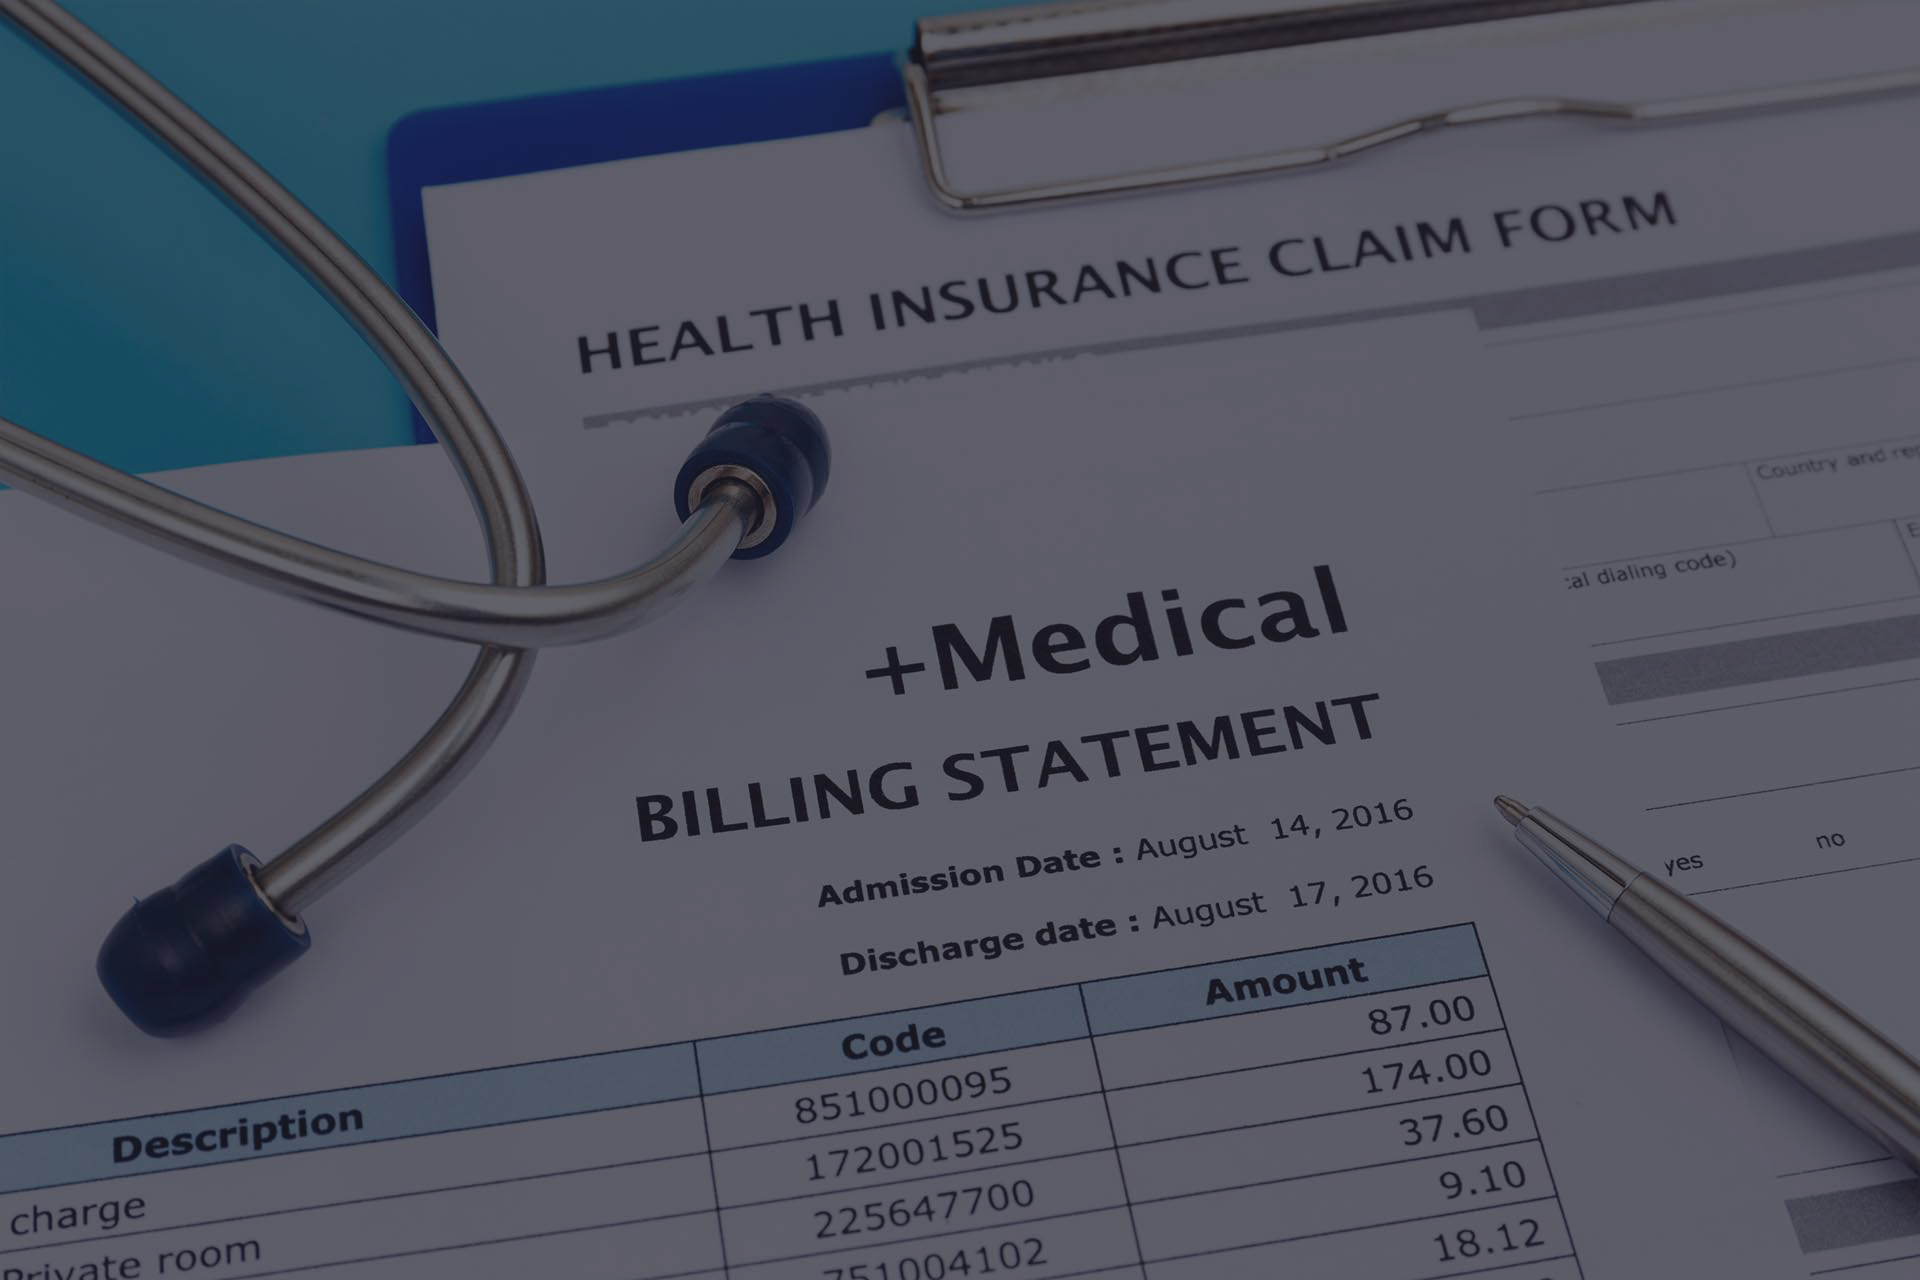 HEALTH INSURANCE CLAIM FORM
Country and
dialing code)
yes no
+Medical
BILLING STATEMENT
Admission Date : August 14, 2016
Discharge date : August 17, 2016
Description Code Amount
charge 851000095 87.00
Private room 172001525 174.00
225647700 37.60
751004102 9.10
18.12